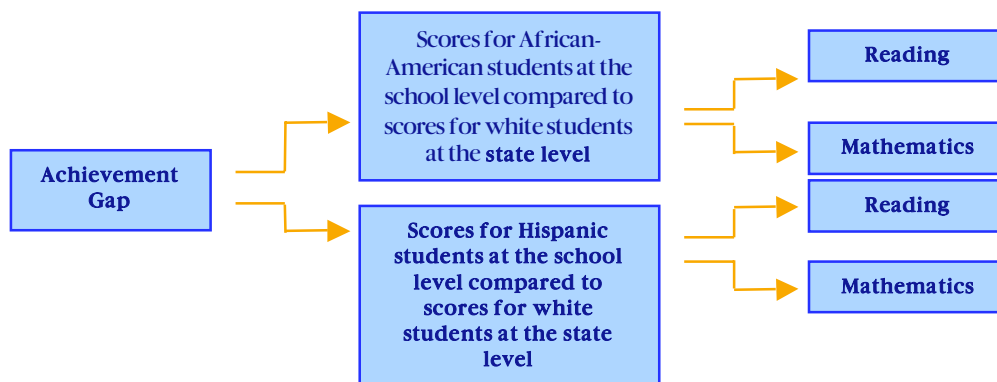 Achievement
Gap
Scores for African-
American students at the
school level compared to
scores for white students
at the state level
Reading
Mathematics
Scores for Hispanic
students at the school
level compared to
scores for white
students at the state
level
Reading
Mathematics